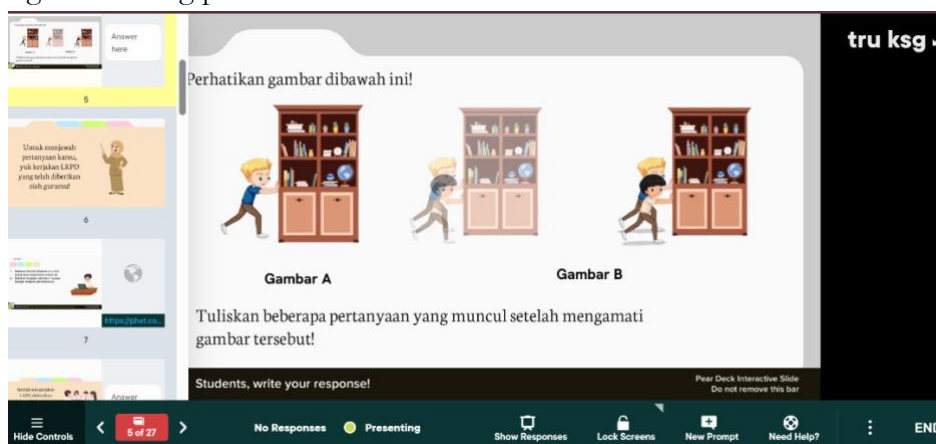 Answer
here
5
Untuk menjawab
pertanyaan kamu,
yuk kerjakan LKPD
yang telah diberikan
oleh gurumu!
6
https://phet.co...
7
Answer
Perhatikan gambar dibawah ini!
Gambar A
Gambar B
Tuliskan beberapa pertanyaan yang muncul setelah mengamati
gambar tersebut!
Students, write your response!
Pear Deck Interactive Slide
Do not remove this bar
tru ksg
Hide Controls
5 of 27
No Responses
Presenting
Show Responses
Lock Screens
New Prompt
Need Help?
END